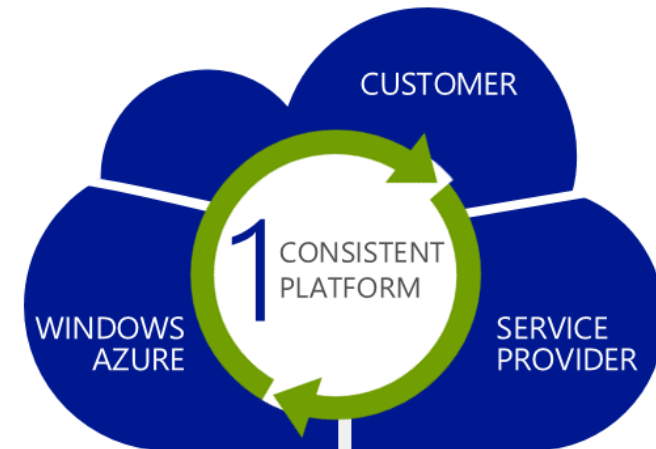 CUSTOMER
1 CONSISTENT
PLATFORM
WINDOWS
AZURE
SERVICE
PROVIDER